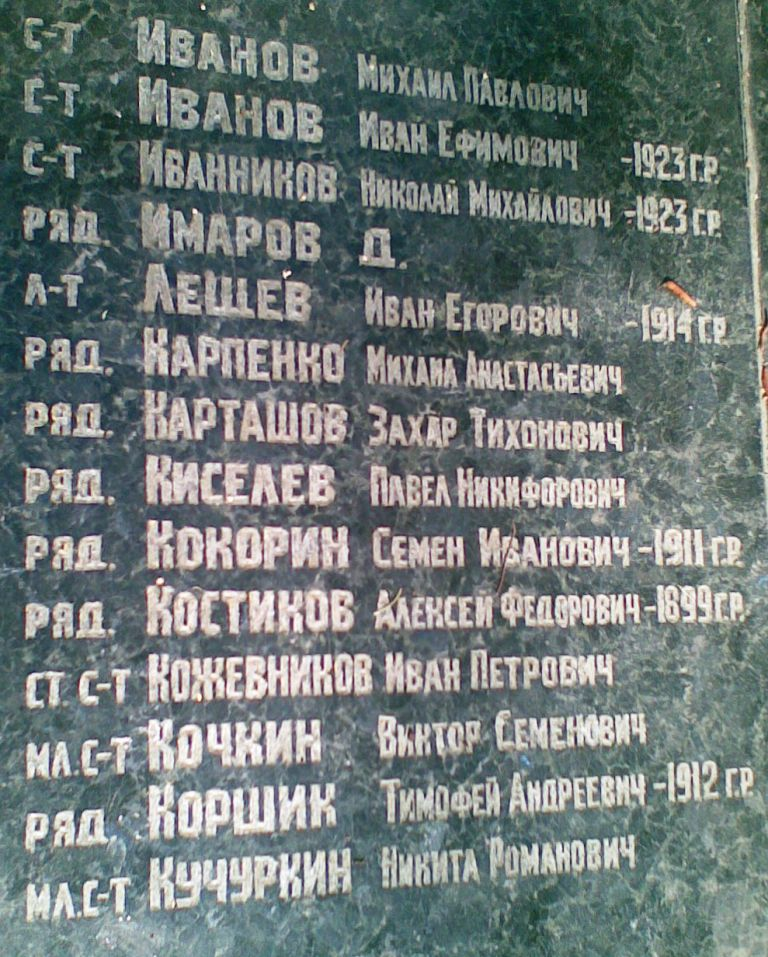 С-Т ИВАНОВ МИХАИЛ ПАВЛОВИЧ
С-Т ИВАНОВ ИВАН ЕФИМОВИЧ -1923 Г.Р.
С-Т ИВАННИКОВ НИКОЛАЙ МИХАЙЛОВИЧ -1923 Г.Р.
РЯД. ИМАРОВ Д.
Л-Т ЛЕЩЕВ ИВАН ЕГОРОВИЧ -1914 Г.Р.
РЯД. КАРПЕНКО МИХАИЛ АНАСТАСЬЕВИЧ
РЯД. КАРТАШОВ ЗАХАР ТИХОНОВИЧ
РЯД. КИСЕЛЕВ ПАВЕЛ НИКИФОРОВИЧ
РЯД. КОКОРИН СЕМЕН ИВАНОВИЧ -1911 Г.Р.
РЯД. КОСТИКОВ АЛЕКСЕЙ ФЕДОРОВИЧ -1899 Г.Р.
СТ. С-Т КОЖЕВНИКОВ ИВАН ПЕТРОВИЧ
МЛ. С-Т КОЧКИН ВИКТОР СЕМЕНОВИЧ
РЯД. КОРШИК ТИМОФЕЙ АНДРЕЕВИЧ -1912 Г.Р.
МЛ. С-Т КУЧУРКИН НИКИТА РОМАНОВИЧ